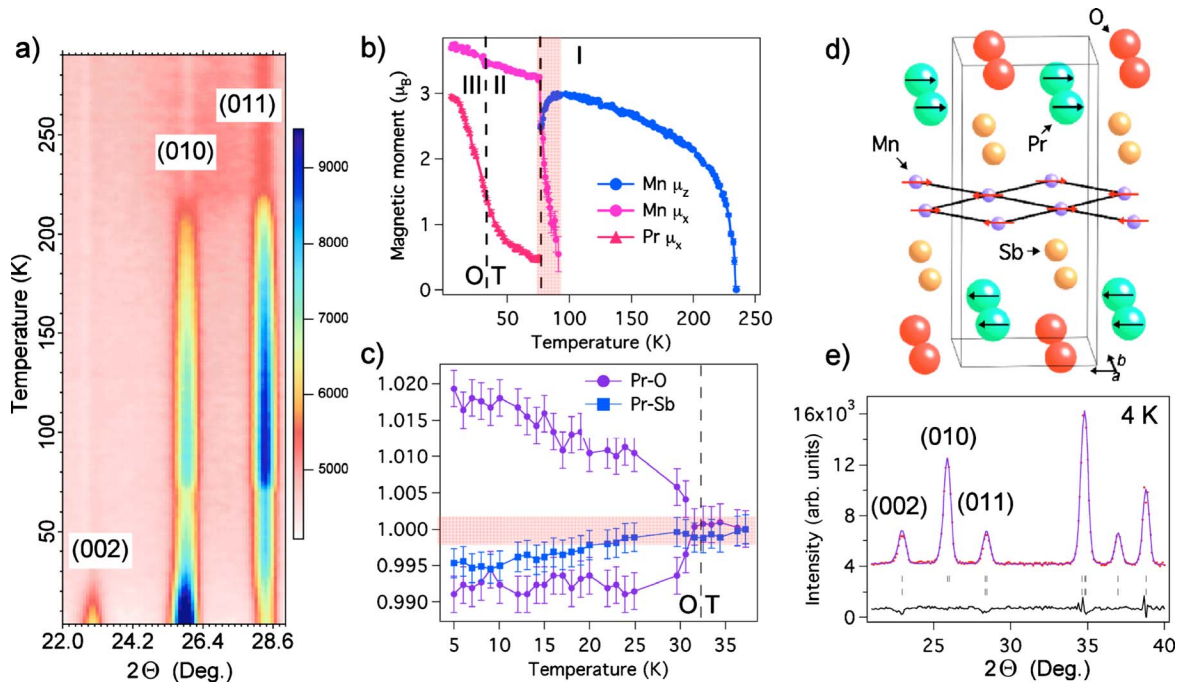 a)
(011)
(010)
(002)
Temperature (K)
250
200
150
100
50
22.0 24.2 26.4 28.6
2Θ (Deg.)
9000
8000
7000
6000
5000
b)
Magnetic moment (μB)
3
2
1
0
III II
I
O T
Mn μz
Mn μx
Pr μx
50 100 150 200 250
Temperature (K)
c)
1.020
1.015
1.010
1.005
1.000
0.995
0.990
Pr-O
Pr-Sb
O T
5 10 15 20 25 30 35
Temperature (K)
d)
O
Mn
Pr
Sb
b
a
e)
Intensity (arb. units)
16x10³
12
8
4
0
4 K
(002)
(010)
(011)
25 30 35 40
2Θ (Deg.)